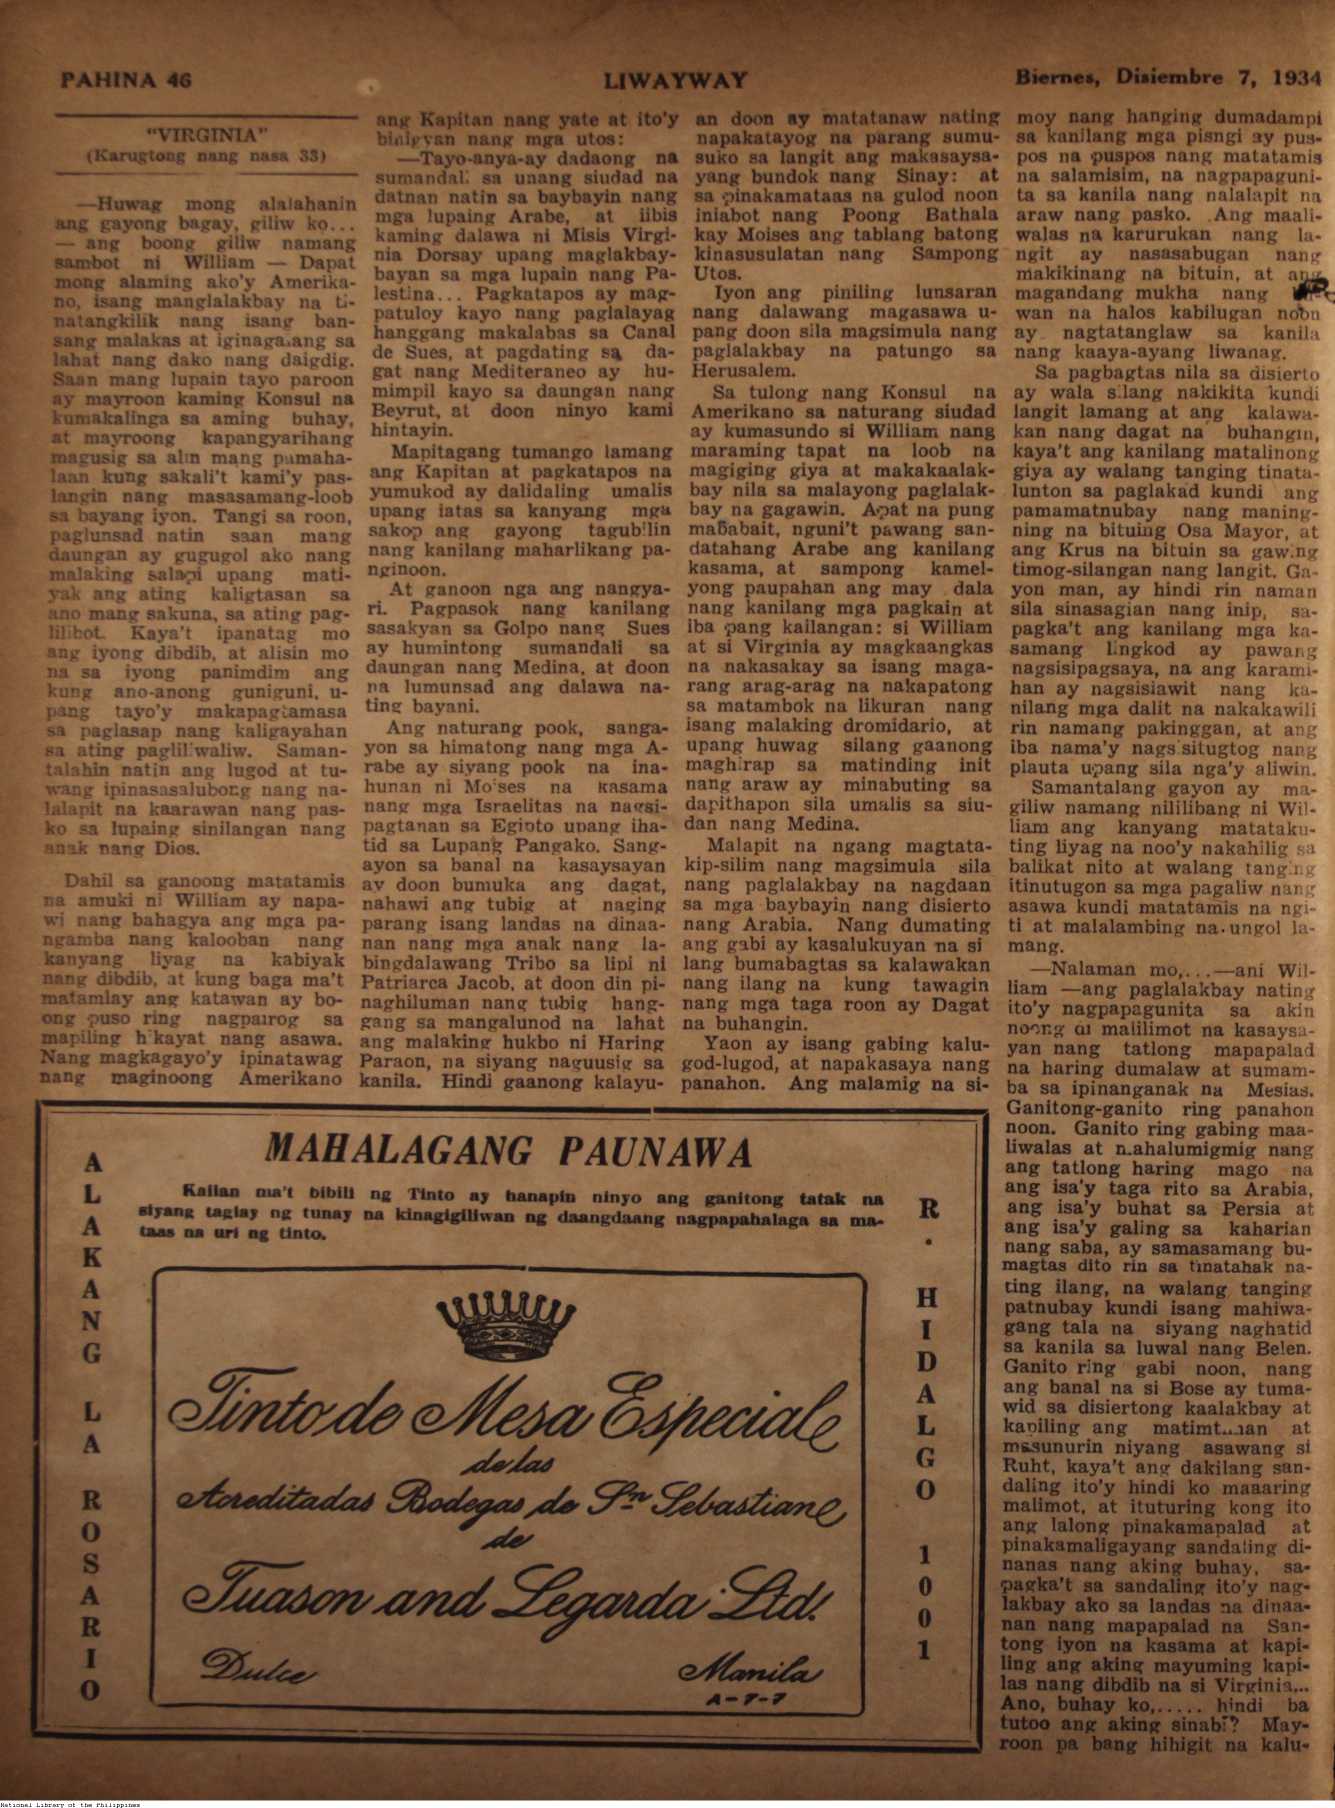 PAHINA 46
LIWAYWAY
Biernes, Disiembre 7, 1934
"VIRGINIA"
(Karugtong nang nasa 33)
—Huwag mong alalahanin
ang gayong bagay, giliw ko...
— ang boong giliw namang
sambot ni William — Dapat
mong alaming ako'y Amerika-
no, isang manglalakbay na ti-
natangkilik nang isang ban-
sang malakas at iginagalang sa
lahat nang dako nang daigdig.
Saan mang lupain tayo paroon
ay mayroon kaming Konsul na
kumakalinga sa aming buhay,
at mayroong kapangyarihang
magusig sa alin mang pamaha-
laan kung sakali't kami'y pas-
langin nang masasamang-loob
sa bayang iyon. Tangi sa roon,
paglunsad natin saan mang
daungan ay gugugol ako nang
malaking salapi upang mati-
yak ang ating kaligtasan sa
ano mang sakuna, sa ating pag-
lilibot. Kaya't ipanatag mo
ang iyong dibdib, at alisin mo
na sa iyong panimdim ang
kung ano-anong guniguni, u-
pang tayo'y makapagtamasa
sa paglasap nang kaligayahan
sa ating pagliliwaliw. Saman-
talahin natin ang lugod at tu-
wang ipinasasalubong nang na-
lalapit na kaarawan nang pas-
ko sa lupaing sinilangan nang
anak nang Dios.
Dahil sa ganoong matatamis
na amuki ni William ay napa-
wi nang bahagya ang mga pa-
ngamba nang kalooban nang
kanyang liyag na kabiyak
nang dibdib, at kung baga ma't
matamlay ang katawan ay bo-
ong puso ring nagpairog sa
mapiling hikayat nang asawa.
Nang magkagayo'y ipinatawag
nang maginoong Amerikano
ang Kapitan nang yate at ito'y
binigyan nang mga utos:
—Tayo-anya-ay dadaong na
sumandali sa unang siudad na
datnan natin sa baybayin nang
mga lupaing Arabe, at iibis
kaming dalawa ni Misis Virgi-
nia Dorsay upang maglakbay-
bayan sa mga lupain nang Pa-
lestina... Pagkatapos ay mag-
patuloy kayo nang paglalayag
hanggang makalabas sa Canal
de Sues, at pagdating sa da-
gat nang Mediteraneo ay hu-
mimpil kayo sa daungan nang
Beyrut, at doon ninyo kami
hintayin.
Mapitagang tumango lamang
ang Kapitan at pagkatapos na
yumukod ay dalidaling umalis
upang iatas sa kanyang mga
sakop ang gayong tagubilin
nang kanilang maharlikang pa-
nginoon.
At ganoon nga ang nangya-
ri. Pagpasok nang kanilang
sasakyan sa Golpo nang Sues
ay humintong sumandali sa
daungan nang Medina, at doon
na lumunsad ang dalawa na-
ting bayani.
Ang naturang pook, sanga-
yon sa himatong nang mga A-
rabe ay siyang pook na ina-
hunan ni Moises na kasama
nang mga Israelitas na nagsi-
pagtanan sa Egipto upang iha-
tid sa Lupang Pangako. Sang-
ayon sa banal na kasaysayan
ay doon bumuka ang dagat,
nahawi ang tubig at naging
parang isang landas na dinaa-
nan nang mga anak nang la-
bingdalawang Tribo sa lipi ni
Patriarca Jacob, at doon din pi-
naghiluman nang tubig hang-
gang sa mangalunod na lahat
ang malaking hukbo ni Haring
Paraon, na siyang naguusig sa
kanila. Hindi gaanong kalayu-
an doon ay matatanaw nating
napakatayog na parang sumu-
suko sa langit ang makasaysa-
yang bundok nang Sinay: at
sa pinakamataas na gulod noon
iniabot nang Poong Bathala
kay Moises ang tablang batong
kinasusulatan nang Sampong
Utos.
Iyon ang piniling lunsaran
nang dalawang magasawa u-
pang doon sila magsimula nang
paglalakbay na patungo sa
Herusalem.
Sa tulong nang Konsul na
Amerikano sa naturang siudad
ay kumasundo si William nang
maraming tapat na loob na
magiging giya at makakaalak-
bay nila sa malayong paglalak-
bay na gagawin. Apat na pung
mababait, nguni't pawang san-
datahang Arabe ang kanilang
kasama, at sampong kamel-
yong paupahan ang may dala
nang kanilang mga pagkain at
iba pang kailangan: si William
at si Virginia ay magkaangkas
na nakasakay sa isang maga-
rang arag-arag na nakapatong
sa matambok na likuran nang
isang malaking dromidario, at
upang huwag silang gaanong
maghirap sa matinding init
nang araw ay minabuting sa
dapithapon sila umalis sa siu-
dan nang Medina.
Malapit na ngang magtata-
kip-silim nang magsimula sila
nang paglalakbay na nagdaan
sa mga baybayin nang disierto
nang Arabia. Nang dumating
ang gabi ay kasalukuyan na si
lang bumabagtas sa kalawakan
nang ilang na kung tawagin
nang mga taga roon ay Dagat
na buhangin.
Yaon ay isang gabing kalu-
god-lugod, at napakasaya nang
panahon. Ang malamig na si-
moy nang hanging dumadampi
sa kanilang mga pisngi ay pus-
pos na puspos nang matatamis
na salamisim, na nagpapaguni-
ta sa kanila nang nalalapit na
araw nang pasko. Ang maali-
walas na karurukan nang la-
ngit ay nasasabugan nang
makikinang na bituin, at ang
magandang mukha nang
wan na halos kabilugan nobu
ay nagtatanglaw sa kanila
nang kaaya-ayang liwanag.
Sa pagbagtas nila sa disierto
ay wala silang nakikita kundi
langit lamang at ang kalawa-
kan nang dagat na buhangin,
kaya't ang kanilang matalinong
giya ay walang tanging tinata-
lunton sa paglakad kundi ang
pamamatnubay nang maning-
ning na bituing Osa Mayor, at
ang Krus na bituin sa gawing
timog-silangan nang langit. Ga-
yon man, ay hindi rin naman
sila sinasagian nang inip, sa-
pagka't ang kanilang mga ka-
samang lingkod ay pawang
nagsisipagsaya, na ang karami-
han ay nagsisiawit nang ka-
nilang mga dalit na nakakawili
rin namang pakinggan, at ang
iba nama'y nagsisitugtog nang
plauta upang sila nga'y aliwin.
Samantalang gayon ay ma-
giliw namang nililibang ni Wil-
liam ang kanyang matataku-
ting liyag na noo'y nakahilig sa
balikat nito at walang tanging
itinutugon sa mga pagaliw nang
asawa kundi matatamis na ngi-
ti at malalambing na ungol la-
mang.
—Nalaman mo,...—ani Wil-
liam —ang paglalakbay nating
ito'y nagpapagunita sa akin
noong di malilimot na kasaysa-
yan nang tatlong mapapalad
na haring dumalaw at sumam-
ba sa ipinanganak na Mesias.
Ganitong-ganito ring panahon
noon. Ganito ring gabing maa-
liwalas at mahalumigmig nang
ang tatlong haring mago na
ang isa'y taga rito sa Arabia,
ang isa'y buhat sa Persia at
ang isa'y galing sa kaharian
nang saba, ay samasamang bu-
magtas dito rin sa tinatahak na-
ting ilang, na walang tanging
patnubay kundi isang mahiwa-
gang tala na siyang naghatid
sa kanila sa luwal nang Belen.
Ganito ring gabi noon, nang
ang banal na si Bose ay tuma-
wid sa disiertong kaalakbay at
kapiling ang matimtiman at
masunurin niyang asawang si
Ruht, kaya't ang dakilang san-
daling ito'y hindi ko maaaring
malimot, at ituturing kong ito
ang lalong pinakamapalad at
pinakamaligayang sandaling di-
nanas nang aking buhay, sa-
pagka't sa sandaling ito'y nag-
lakbay ako sa landas na dinaa-
nan nang mapapalad na San-
tong iyon na kasama at kapi-
ling ang aking mayuming kapi-
las nang dibdib na si Virginia...
Ano, buhay ko,..... hindi ba
tutoo ang aking sinabi? May-
roon pa bang hihigit na kalu-
MAHALAGANG PAUNAWA
Kailan ma't bibili ng Tinto ay hanapin ninyo ang ganitong tatak na
siyang taglay ng tunay na kinagigiliwan ng daangdaang nagpapahalaga sa ma-
taas na uri ng tinto.
ALAKANG LA ROSARIO
Tinto de Mesa Especial
de las
Acreditadas Bodegas de Sn Sebastian
de
Tuason and Legarda Ltd.
Dulce
Manila
A-7-7
R. HIDALGO 1001
National Library of the Philippines